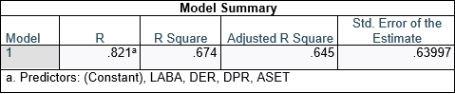 Model Summary
Model R R Square Adjusted R Square Std. Error of the Estimate
1 .821a .674 .645 .63997
a. Predictors: (Constant), LABA, DER, DPR, ASET